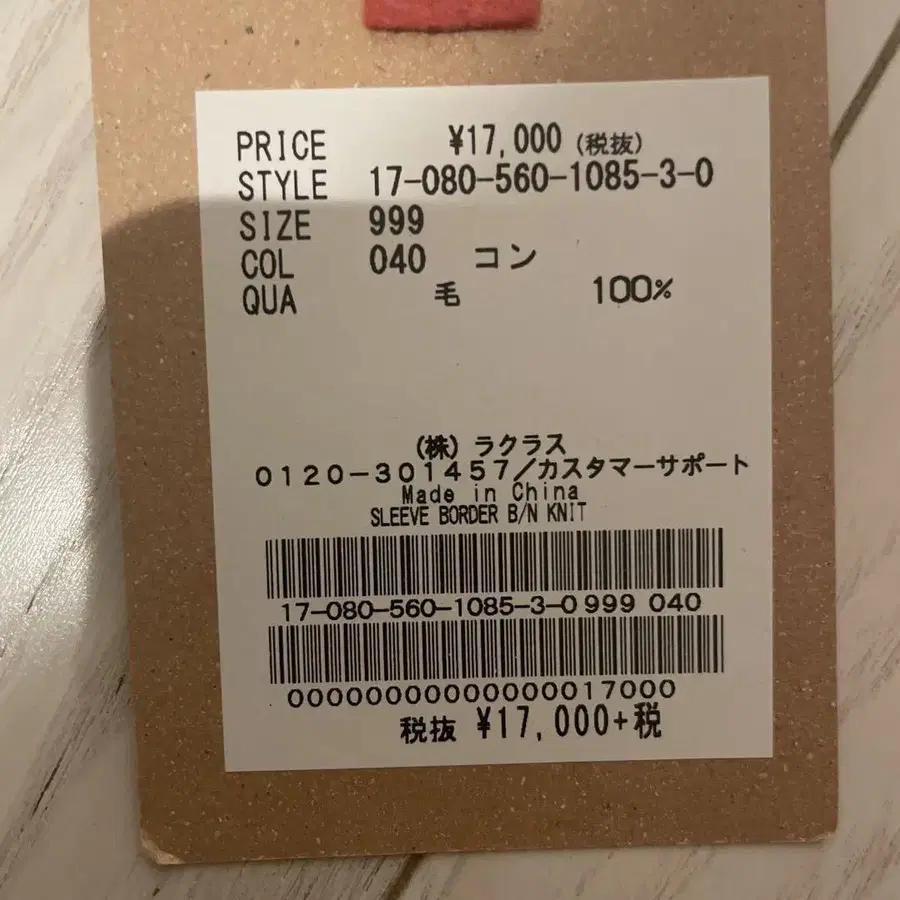 PRICE ¥17,000 (税抜)
STYLE 17-080-560-1085-3-0
SIZE 999
COL 040 コン
QUA 毛 100%
(株) ラクラス
0120-301457/カスタマーサポート
Made in China
SLEEVE BORDER B/N KNIT
17-080-560-1085-3-0 999 040
00000000000000017000
税抜 ¥17,000+税